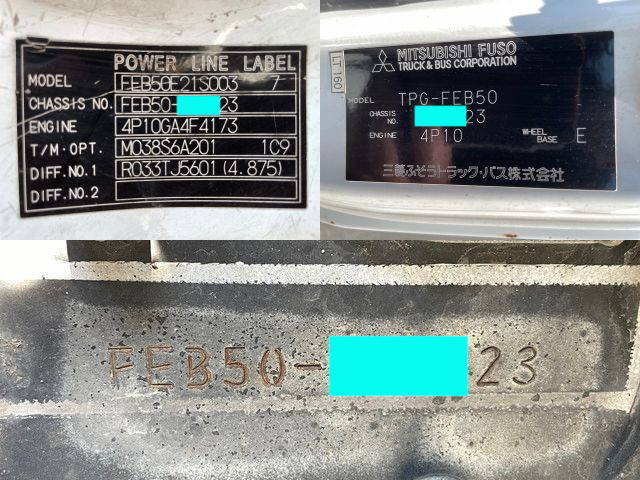 POWER LINE LABEL
MODEL FEB50E21S003 7
CHASSIS NO. FEB50- 23
ENGINE 4P10GA4F4173
T/M·OPT. M038S6A201 1C9
DIFF.NO.1 R033TJ5601(4.875)
DIFF.NO.2
LT160
MITSUBISHI FUSO
TRUCK & BUS CORPORATION
MODEL TPG-FEB50
CHASSIS NO. 23
ENGINE 4P10 WHEEL BASE E
三菱ふそうトラック・バス株式会社
FEB50- 23